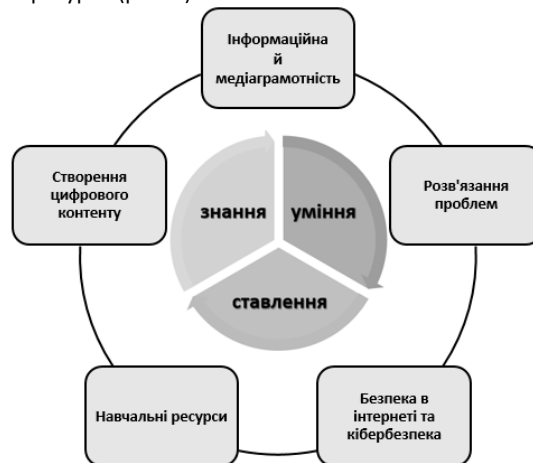 Інформаційна
й
медіаграмотність
Створення
цифрового
контенту
знання
уміння
Розв'язання
проблем
ставлення
Навчальні ресурси
Безпека в
інтернеті та
кібербезпека